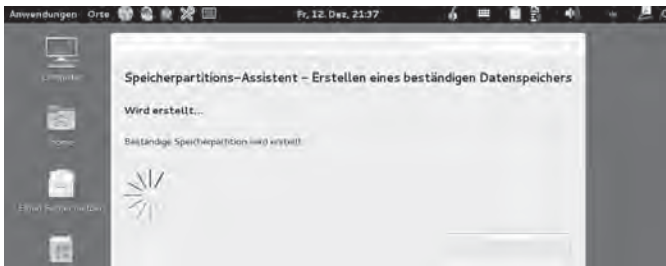 Anwendungen Orte Fr, 12. Dez, 21:37
Computer
Speicherpartitions-Assistent – Erstellen eines beständigen Datenspeichers
Wird erstellt...
Beständige Speicherpartition wird erstellt.
Home